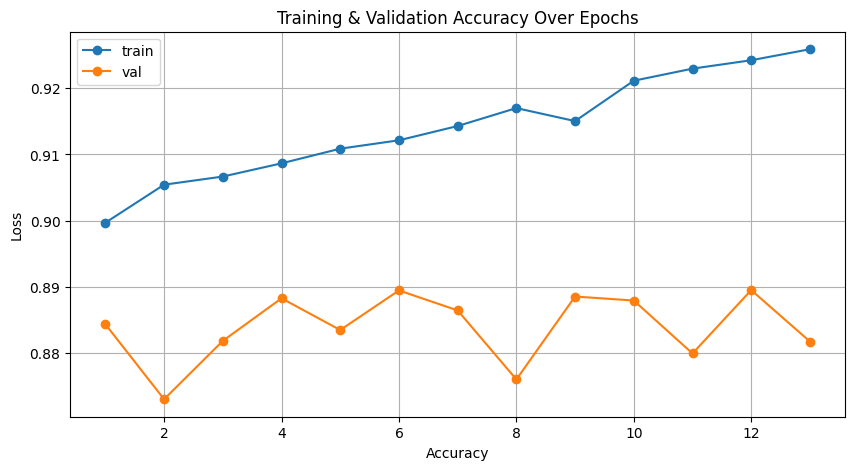 Training & Validation Accuracy Over Epochs
train
val
0.92
0.91
0.90
0.89
0.88
Loss
2 4 6 8 10 12
Accuracy